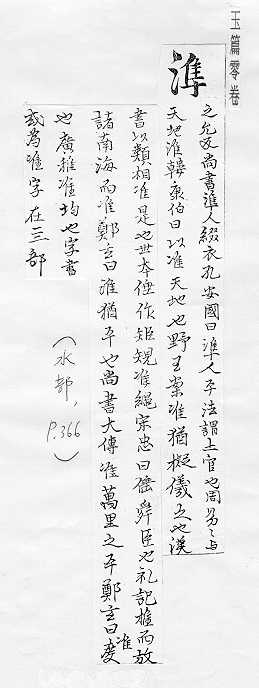 玉篇零卷
準
之允反尚書準人綴衣孔安國曰準人平法謂士官也周易々与
天地准韓康伯曰以准天地也野王案准猶擬儀之也漢
書以類相准是也世本倕作矩規准繩宋忠曰倕舜臣也礼記推而放
諸南海而准鄭玄曰准猶平也尚書大傳准萬里之平鄭玄曰准度
也廣雅准均也字書
或為准字在冫部
(水部,
P.366)